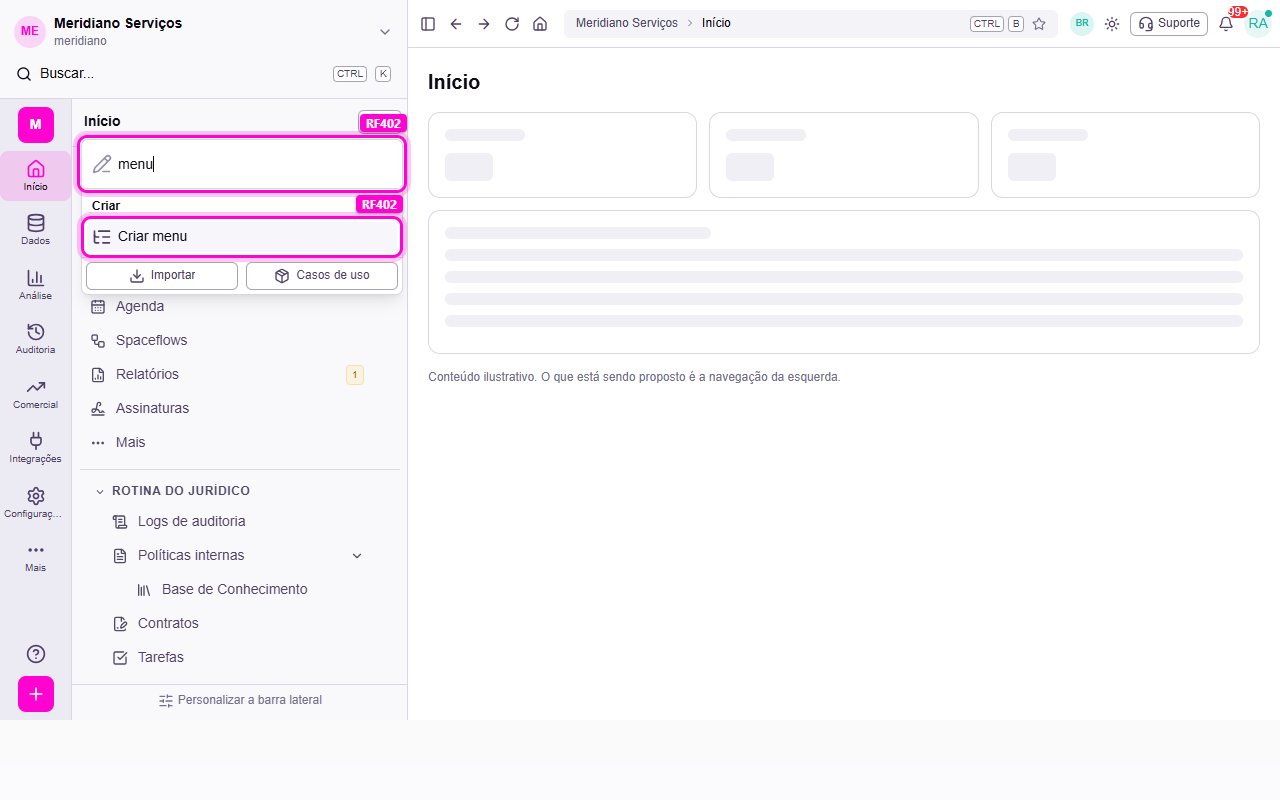 ME
Meridiano Serviços
meridiano
Buscar...
CTRL K
Meridiano Serviços > Início
CTRL B
BR
Suporte
99+
RA
M
Início
Dados
Análise
Auditoria
Comercial
Integrações
Configuraç...
Mais
Início
RF402
menu
Criar
RF402
Criar menu
Importar
Casos de uso
Agenda
Spaceflows
Relatórios
1
Assinaturas
Mais
ROTINA DO JURÍDICO
Logs de auditoria
Políticas internas
Base de Conhecimento
Contratos
Tarefas
Personalizar a barra lateral
Início
Conteúdo ilustrativo. O que está sendo proposto é a navegação da esquerda.